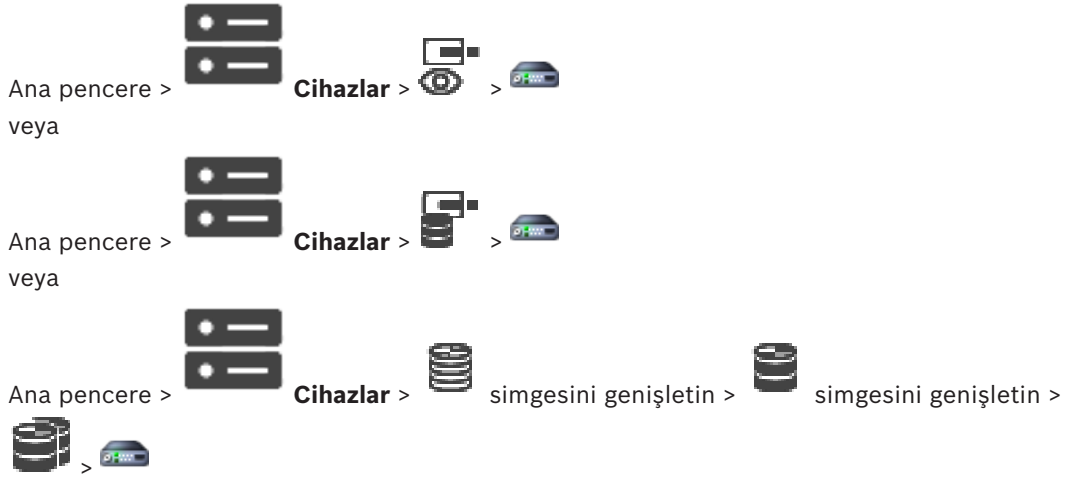 Ana pencere > Cihazlar > >
veya
Ana pencere > Cihazlar > >
veya
Ana pencere > Cihazlar > simgesini genişletin > simgesini genişletin >
>